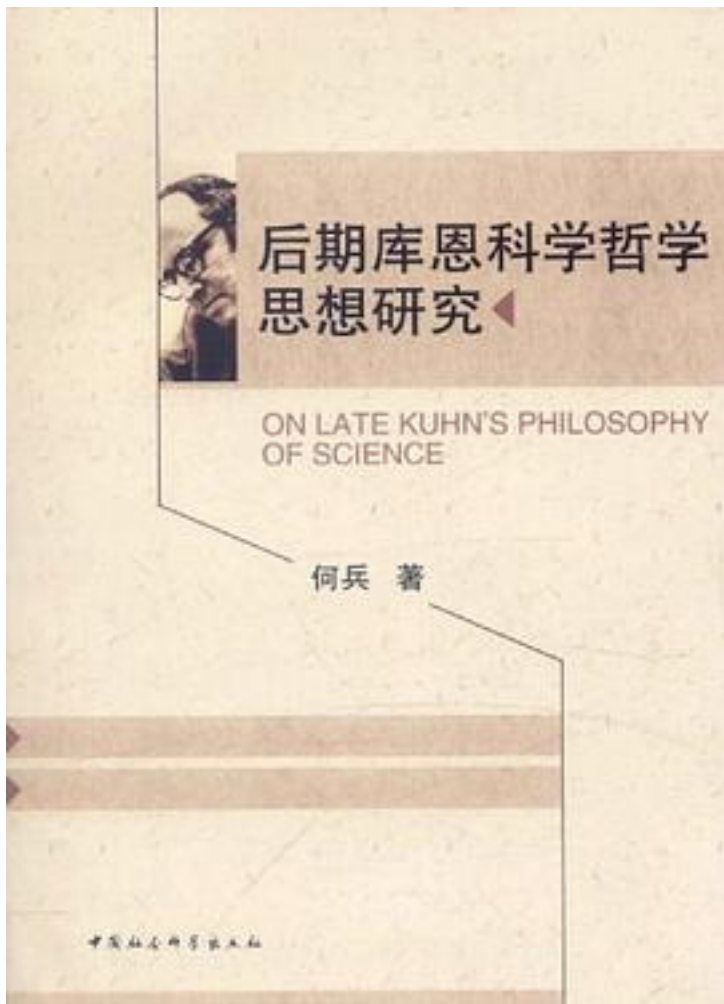 后期库恩科学哲学
思想研究
ON LATE KUHN'S PHILOSOPHY
OF SCIENCE
何兵 著
中国社会科学出版社